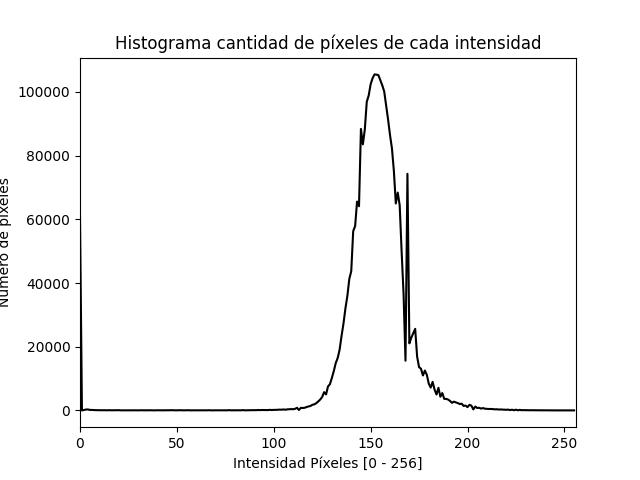 Histograma cantidad de píxeles de cada intensidad
Número de píxeles
100000
80000
60000
40000
20000
0
0 50 100 150 200 250
Intensidad Píxeles [0 - 256]